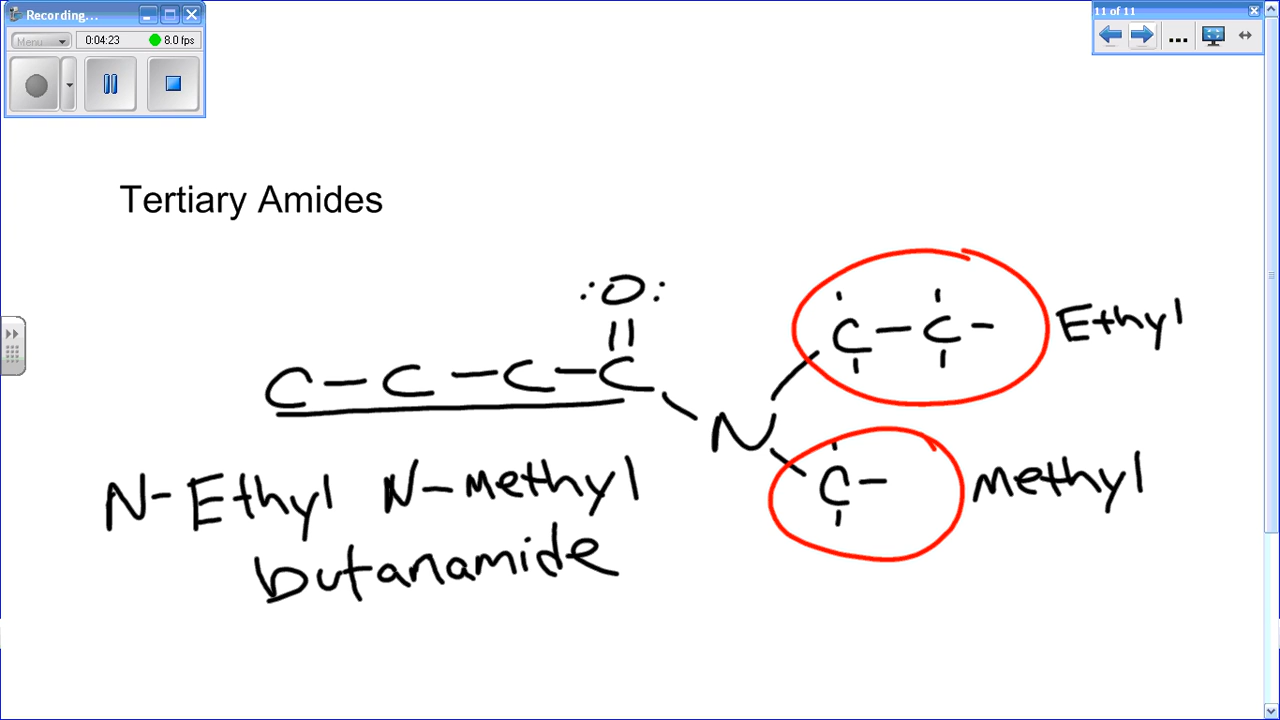 Recording...
Menu
0:04:23
8.0 fps
11 of 11
...
Tertiary Amides
:O:
C - C - C - C
N
C - C -
Ethyl
C -
Methyl
N-Ethyl N-Methyl
butanamide